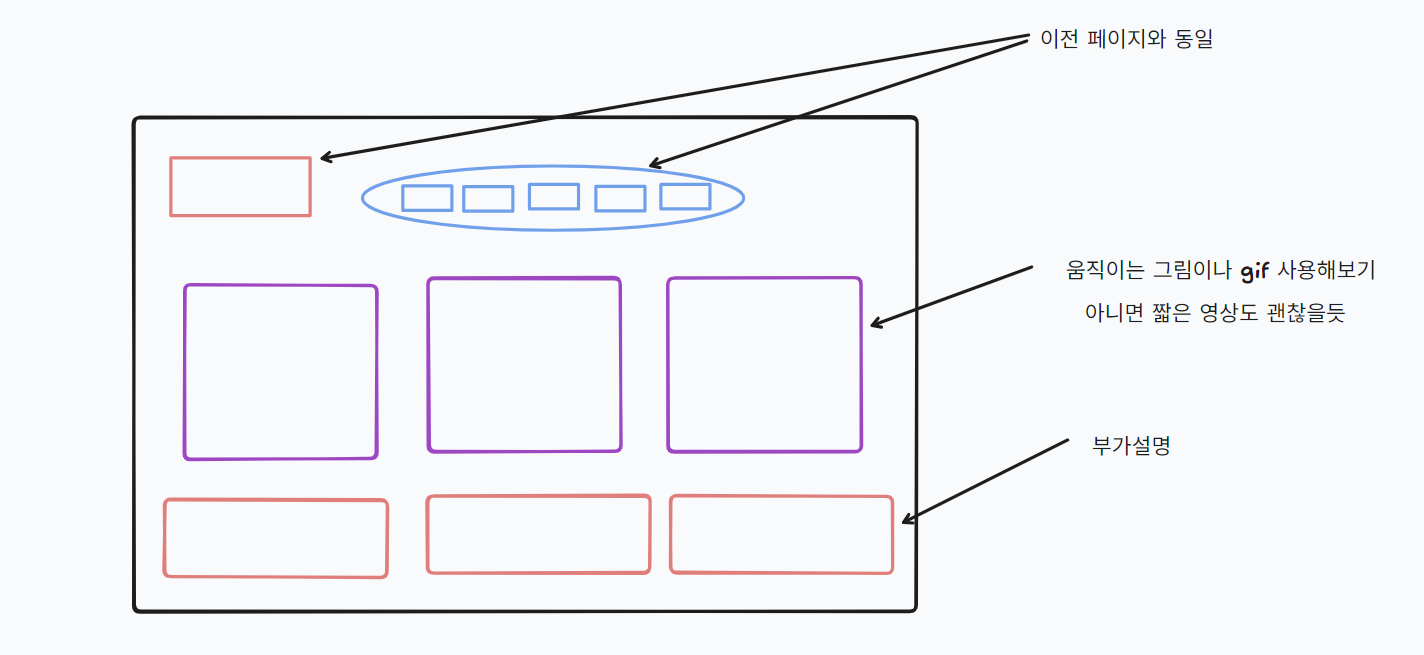 이전 페이지와 동일
움직이는 그림이나 gif 사용해보기
아니면 짧은 영상도 괜찮을듯
부가설명